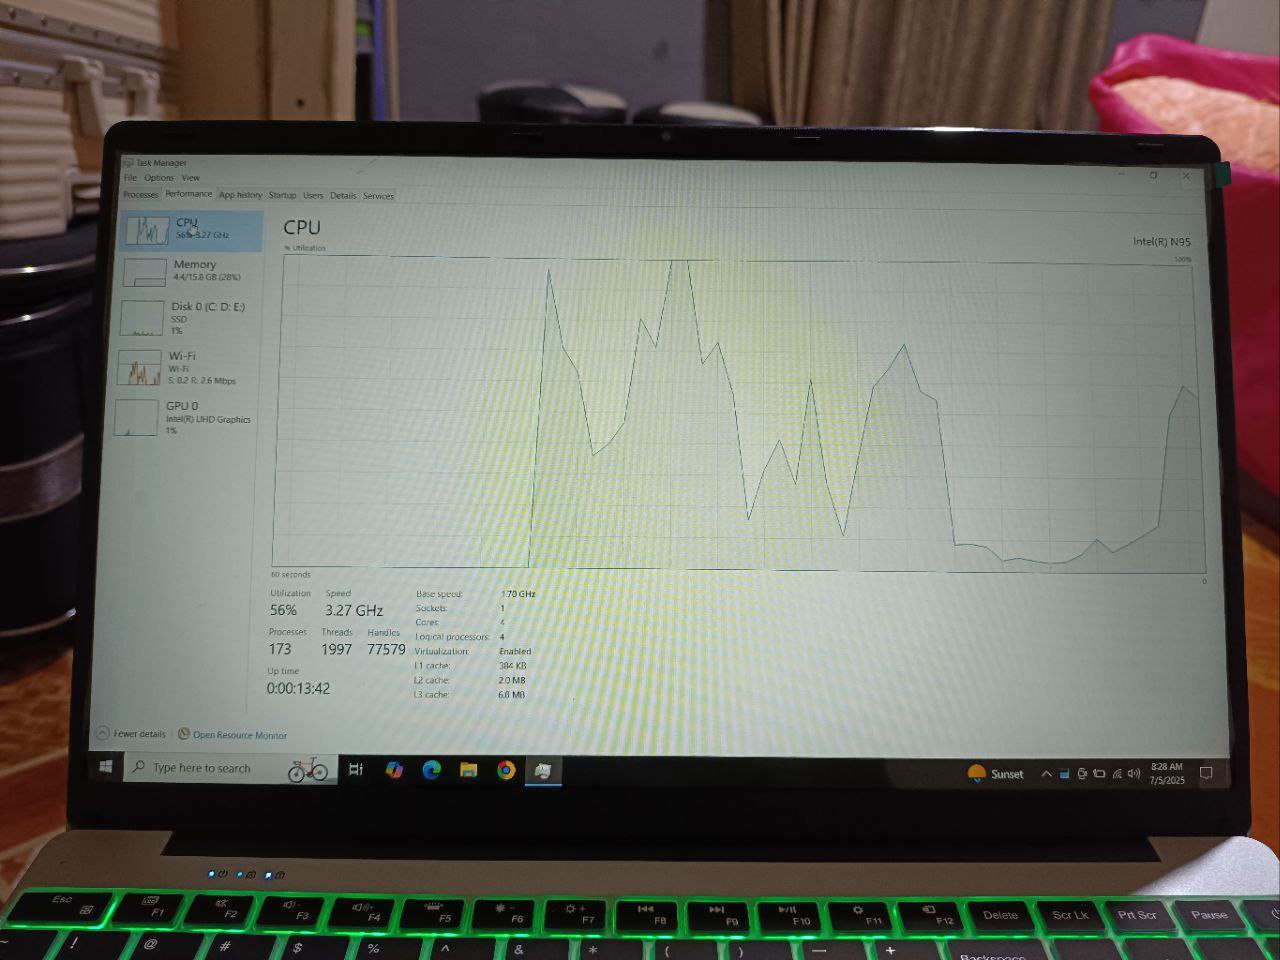 Task Manager
File Options View
Processes Performance App history Startup Users Details Services
CPU
56% 3.27 GHz
Memory
4.4/15.8 GB (28%)
Disk 0 (C: D: E:)
SSD
1%
Wi-Fi
Wi-Fi
S: 0.2 R: 2.6 Mbps
GPU 0
Intel(R) UHD Graphics
1%
CPU
Intel(R) N95
% Utilization
100%
60 seconds
0
Utilization Speed
56% 3.27 GHz
Processes Threads Handles
173 1997 77579
Up time
0:00:13:42
Base speed: 1.70 GHz
Sockets: 1
Cores: 4
Logical processors: 4
Virtualization: Enabled
L1 cache: 384 KB
L2 cache: 2.0 MB
L3 cache: 6.0 MB
Fewer details
Open Resource Monitor
Type here to search
Sunset
8:28 AM
7/5/2025
Esc F1 F2 F3 F4 F5 F6 F7 F8 F9 F10 F11 F12 Delete Scr Lk Prt Scr Pause
~ ! @ # $ % ^ & * ( ) — + Backspace